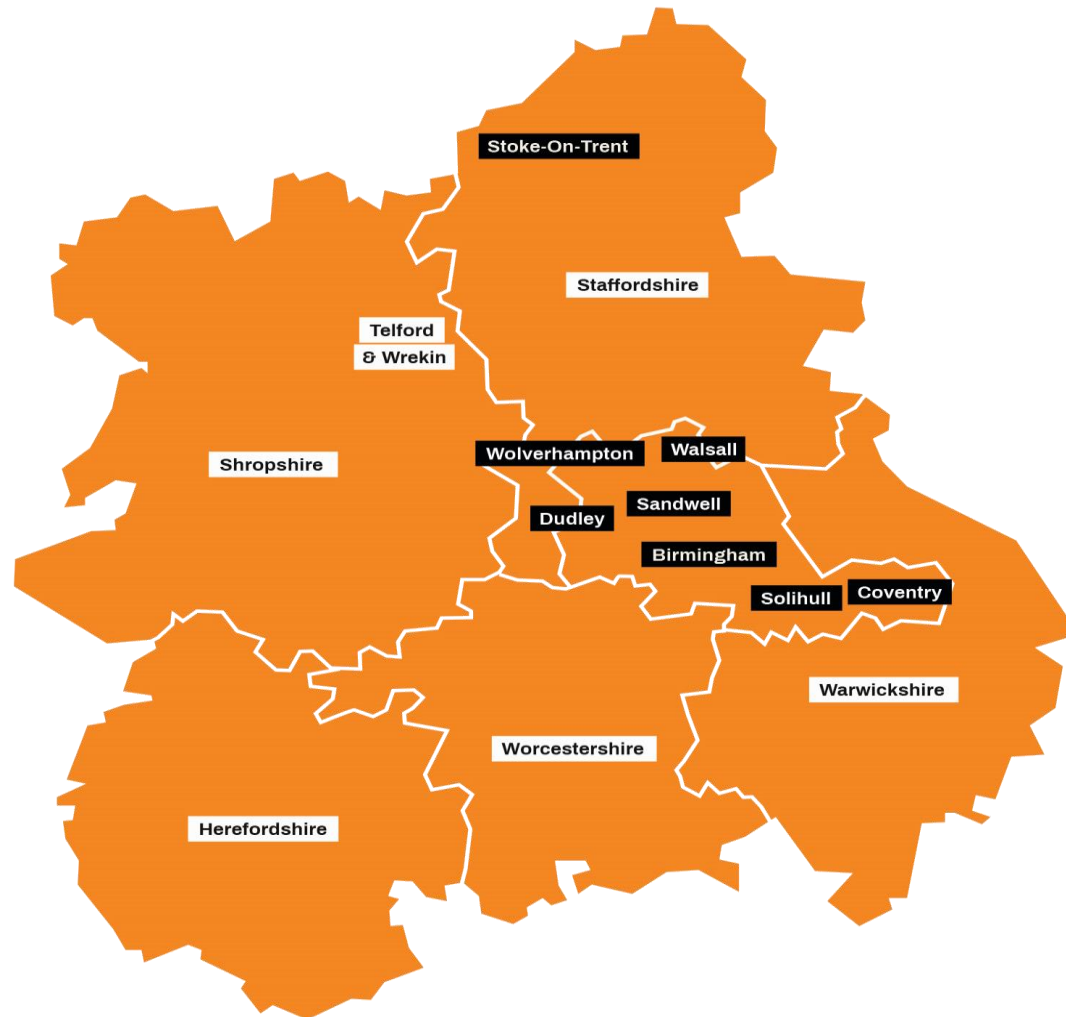 Stoke-On-Trent
Staffordshire
Telford
& Wrekin
Wolverhampton
Walsall
Shropshire
Sandwell
Dudley
Birmingham
Solihull
Coventry
Warwickshire
Worcestershire
Herefordshire